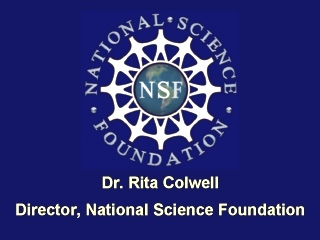 NATIONAL SCIENCE
NSF
FOUNDATION
Dr. Rita Colwell
Director, National Science Foundation